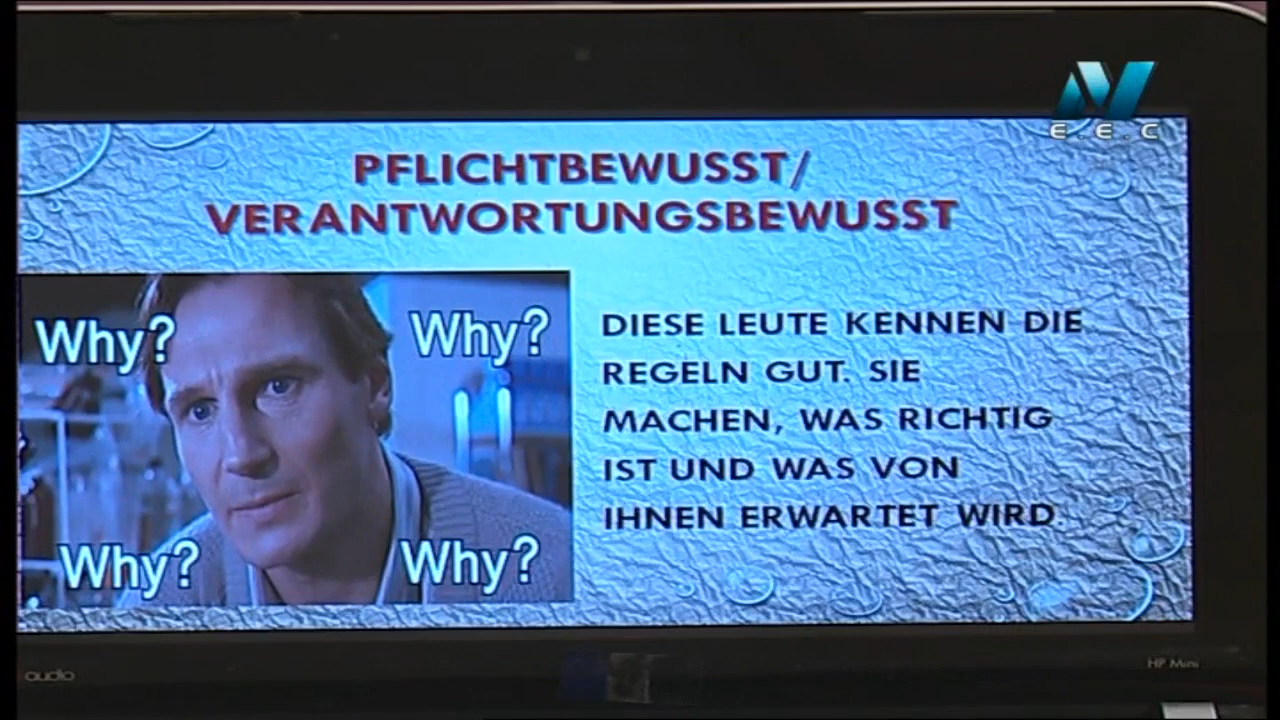 E.E.C
PFLICHTBEWUSST/
VERANTWORTUNGSBEWUSST
Why? Why?
DIESE LEUTE KENNEN DIE
REGELN GUT. SIE
MACHEN, WAS RICHTIG
IST UND WAS VON
IHNEN ERWARTET WIRD.
Why? Why?
audio
HP Mini